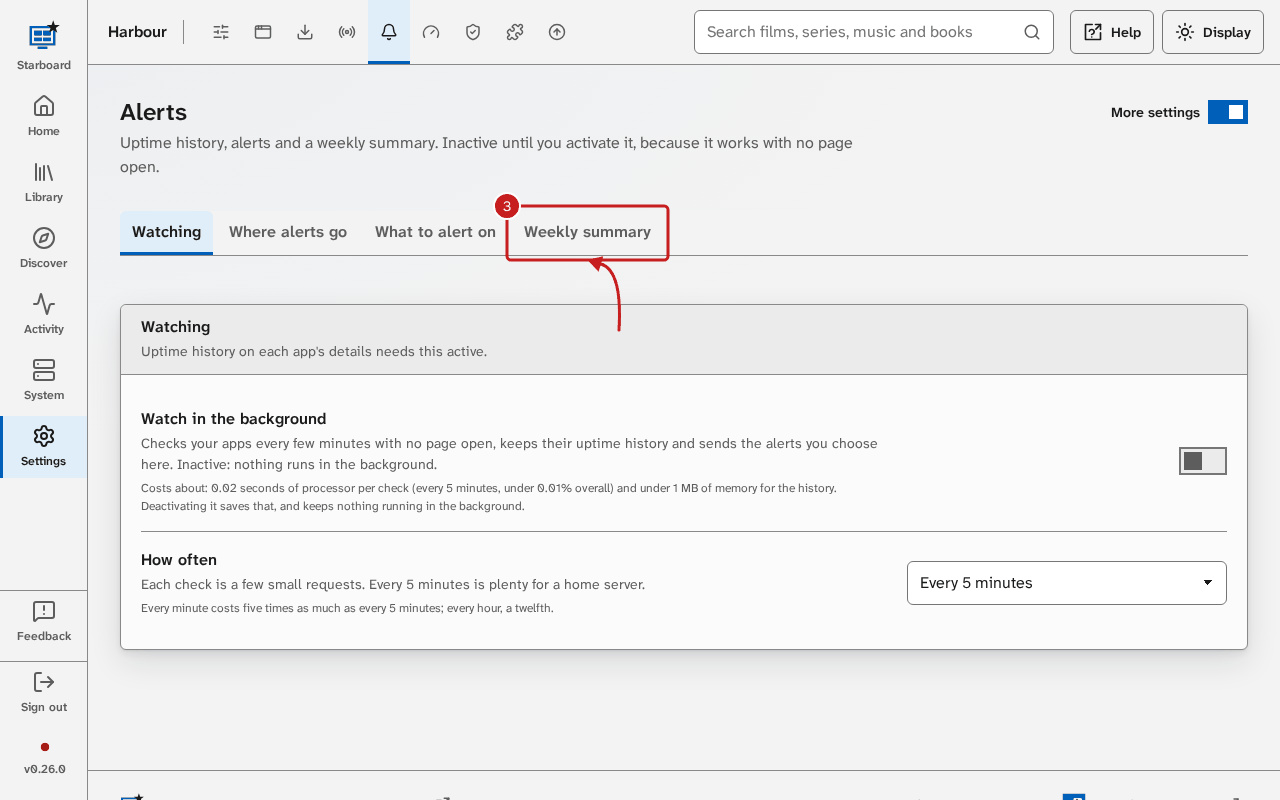 Starboard
Home
Library
Discover
Activity
System
Settings
Feedback
Sign out
v0.26.0
Harbour
Search films, series, music and books
Help
Display
Alerts
More settings
Uptime history, alerts and a weekly summary. Inactive until you activate it, because it works with no page
open.
3
Watching
Where alerts go
What to alert on
Weekly summary
Watching
Uptime history on each app's details needs this active.
Watch in the background
Checks your apps every few minutes with no page open, keeps their uptime history and sends the alerts you choose
here. Inactive: nothing runs in the background.
Costs about: 0.02 seconds of processor per check (every 5 minutes, under 0.01% overall) and under 1 MB of memory for the history.
Deactivating it saves that, and keeps nothing running in the background.
How often
Each check is a few small requests. Every 5 minutes is plenty for a home server.
Every minute costs five times as much as every 5 minutes; every hour, a twelfth.
Every 5 minutes